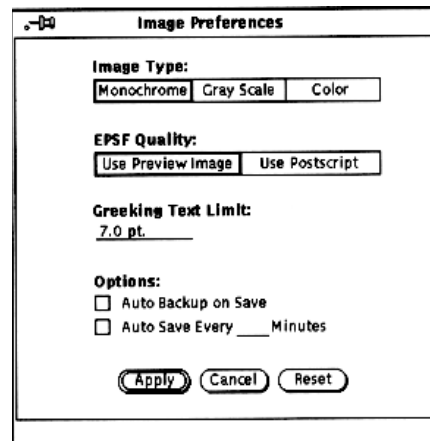 Image Preferences
Image Type:
Monochrome Gray Scale Color
EPSF Quality:
Use Preview Image Use Postscript
Greeking Text Limit:
7.0 pt.
Options:
Auto Backup on Save
Auto Save Every ____ Minutes
Apply Cancel Reset